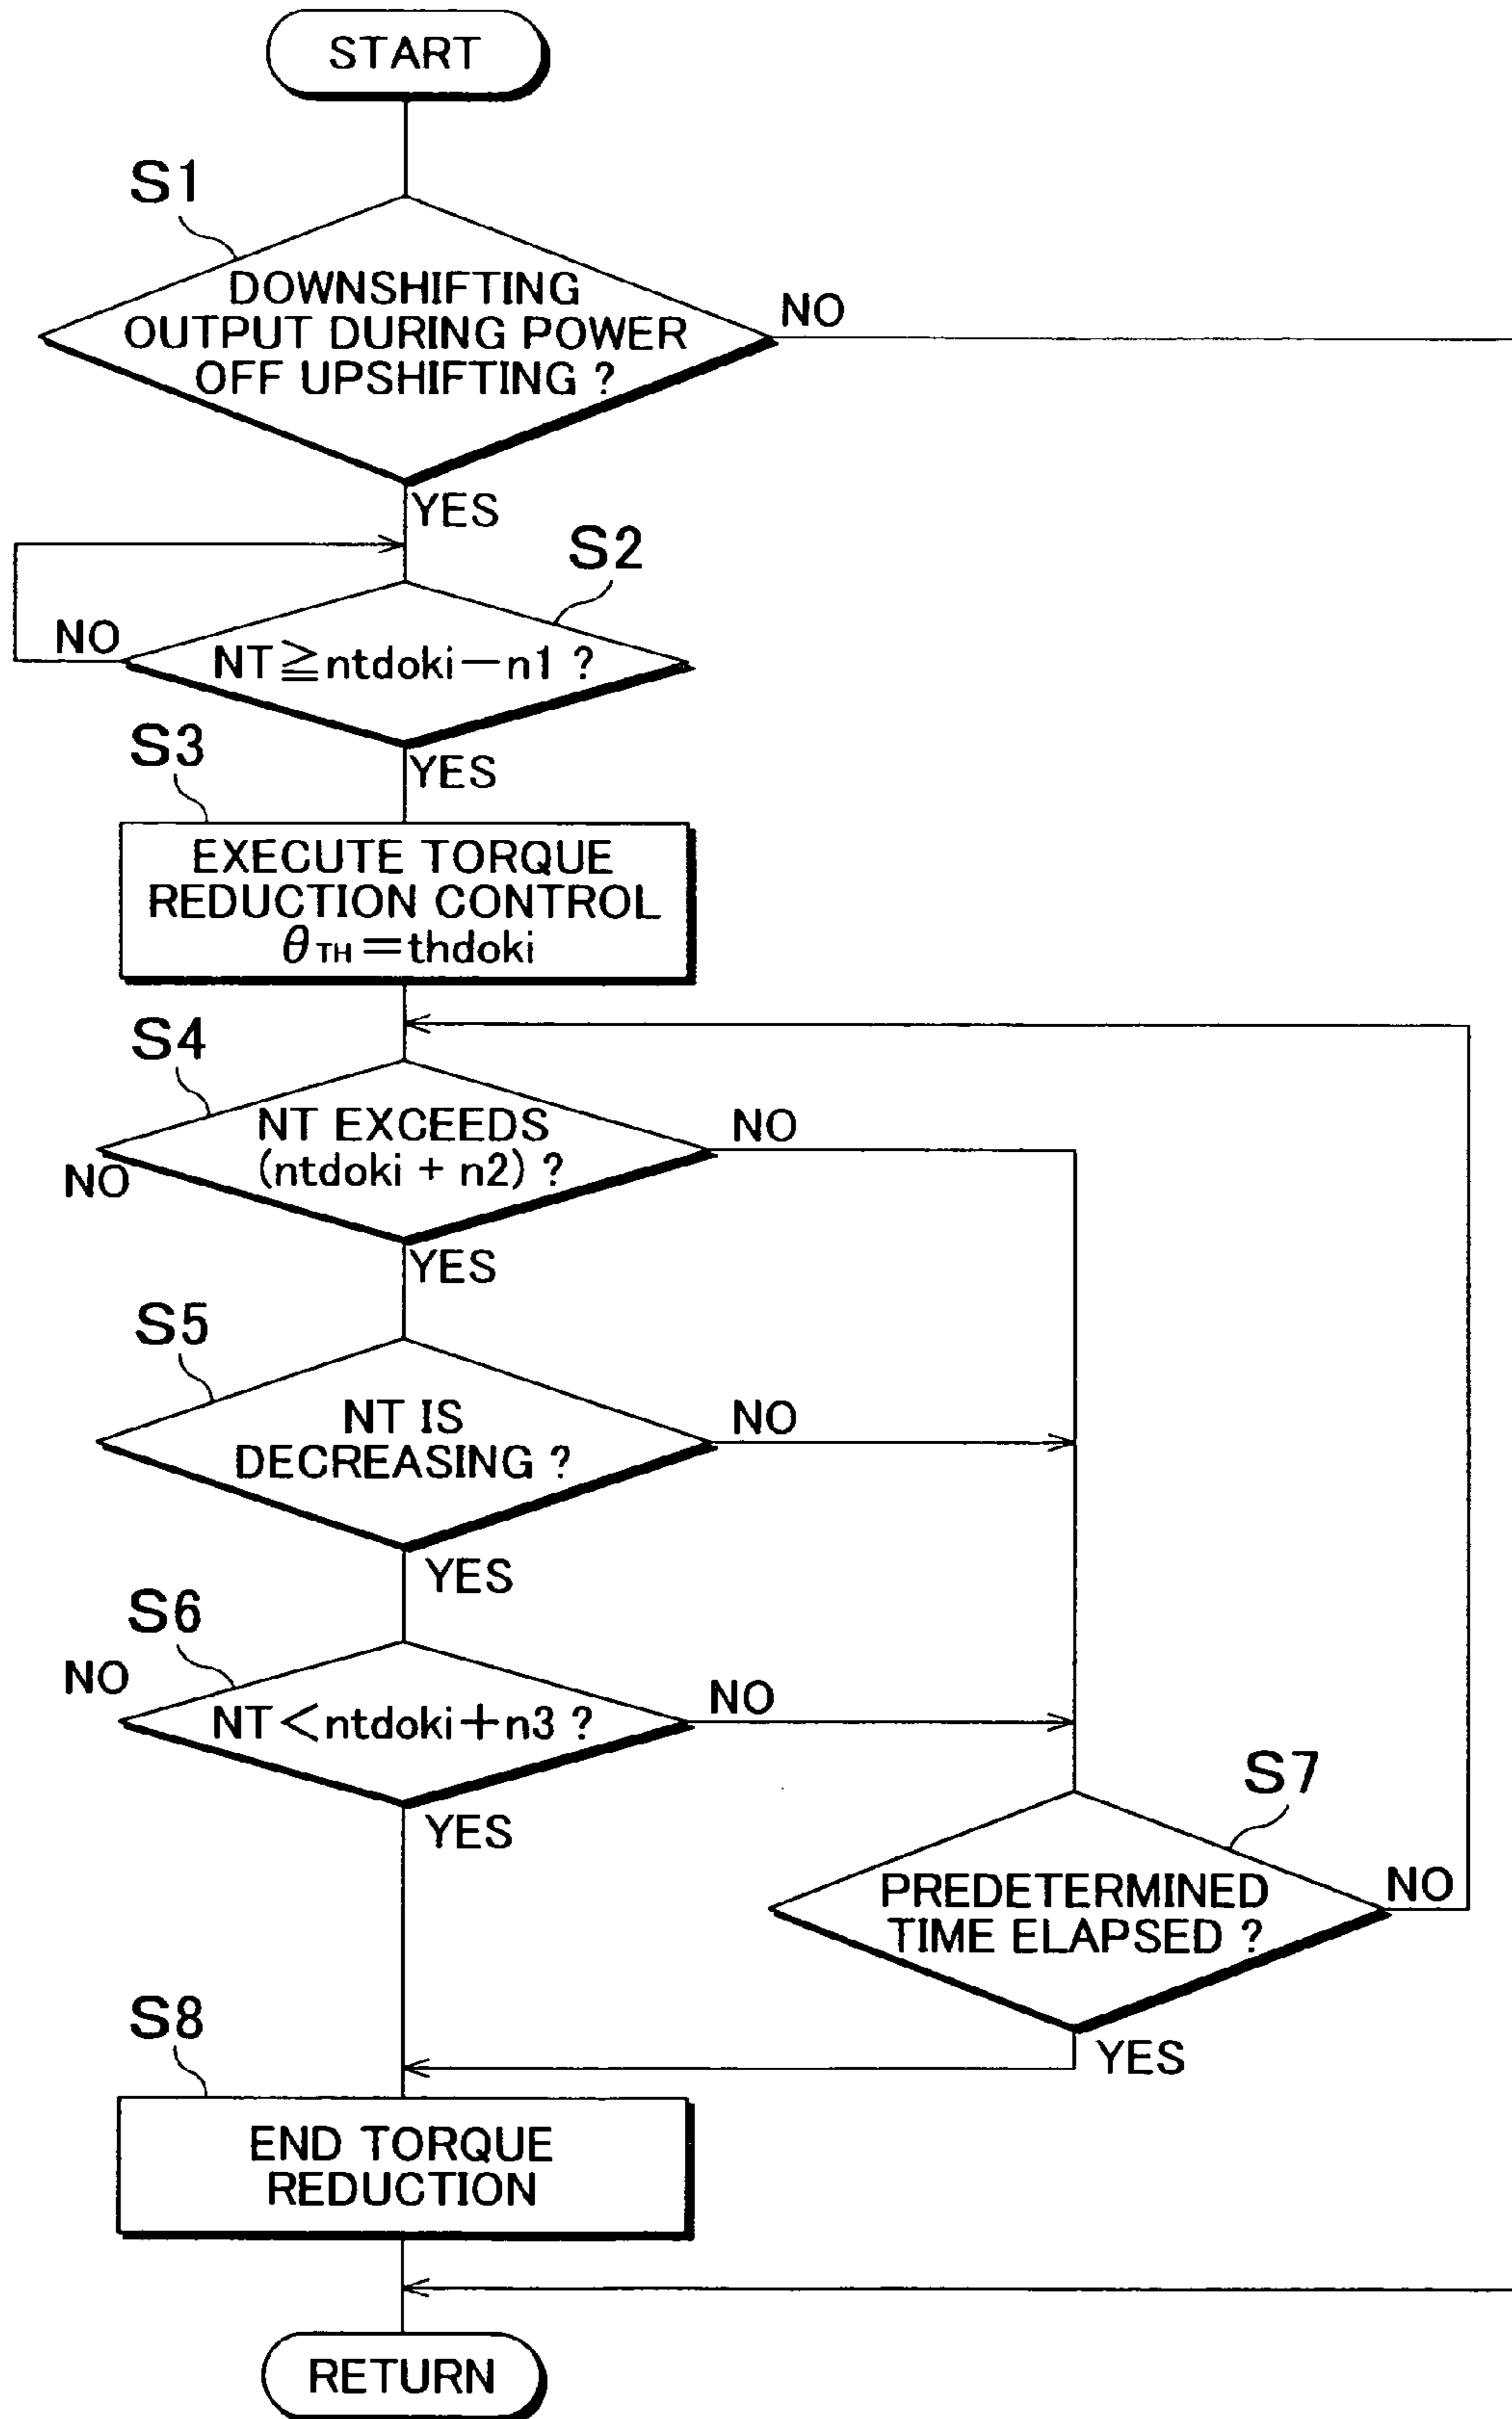 START
S1
DOWNSHIFTING
OUTPUT DURING POWER
OFF UPSHIFTING ?
NO
YES
S2
NO
NT≧ntdoki−n1 ?
YES
S3
EXECUTE TORQUE
REDUCTION CONTROL
θTH=thdoki
S4
NT EXCEEDS
(ntdoki + n2) ?
NO
NO
YES
S5
NT IS
DECREASING ?
NO
YES
S6
NO
NT<ntdoki+n3 ?
NO
YES
S7
PREDETERMINED
TIME ELAPSED ?
NO
YES
S8
END TORQUE
REDUCTION
RETURN